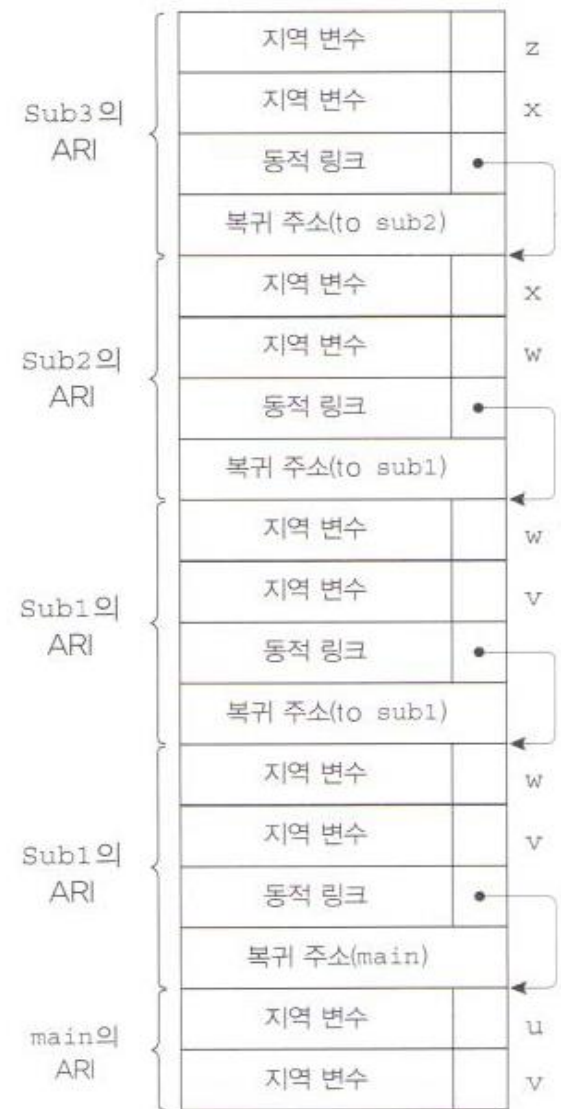 지역 변수 z
지역 변수 x
Sub3의
ARI
동적 링크
복귀 주소(to sub2)
지역 변수 x
지역 변수 w
Sub2의
ARI
동적 링크
복귀 주소(to sub1)
지역 변수 w
지역 변수 v
Sub1의
ARI
동적 링크
복귀 주소(to sub1)
지역 변수 w
지역 변수 v
Sub1의
ARI
동적 링크
복귀 주소(main)
지역 변수 u
main의
ARI
지역 변수 v